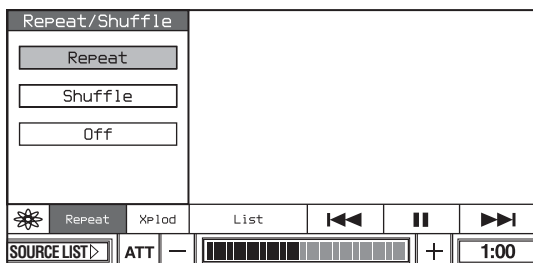 Repeat/Shuffle
Repeat
Shuffle
Off
Repeat Xplod List
SOURCE LIST ATT − + 1:00